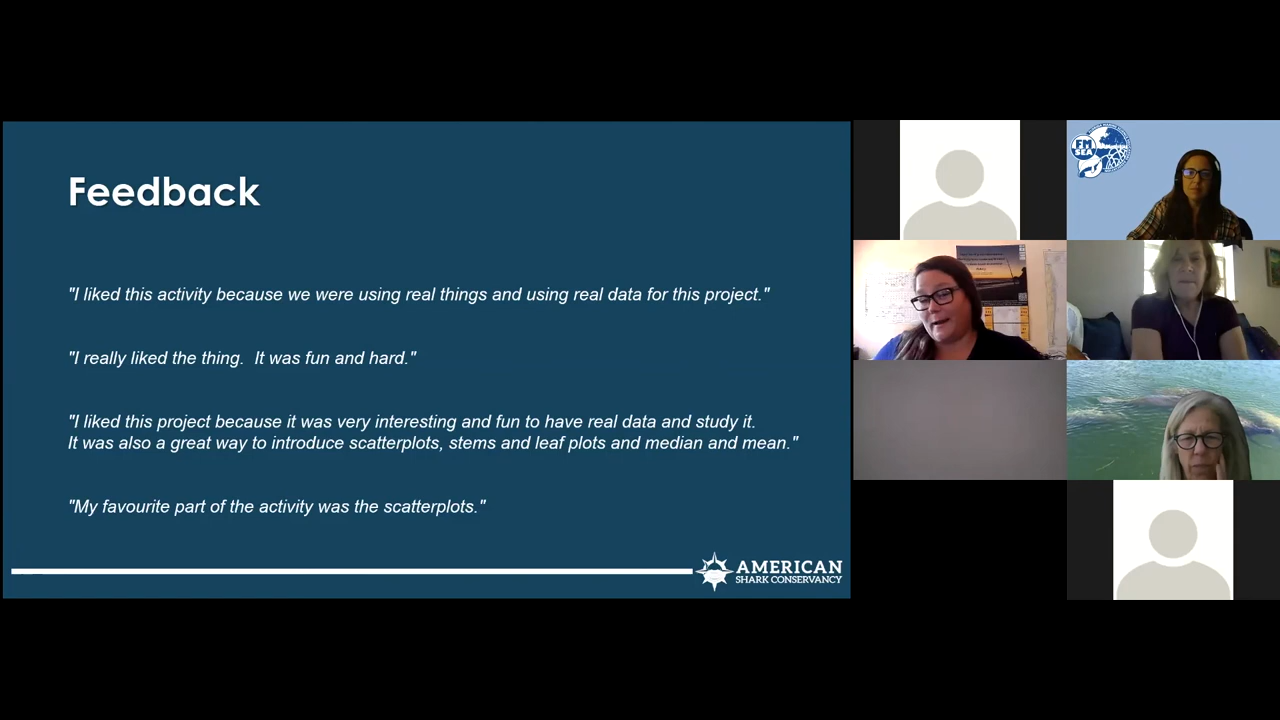 Feedback
"I liked this activity because we were using real things and using real data for this project."
"I really liked the thing.  It was fun and hard."
"I liked this project because it was very interesting and fun to have real data and study it.
It was also a great way to introduce scatterplots, stems and leaf plots and median and mean."
"My favourite part of the activity was the scatterplots."
AMERICAN
SHARK CONSERVANCY
FM
SEA